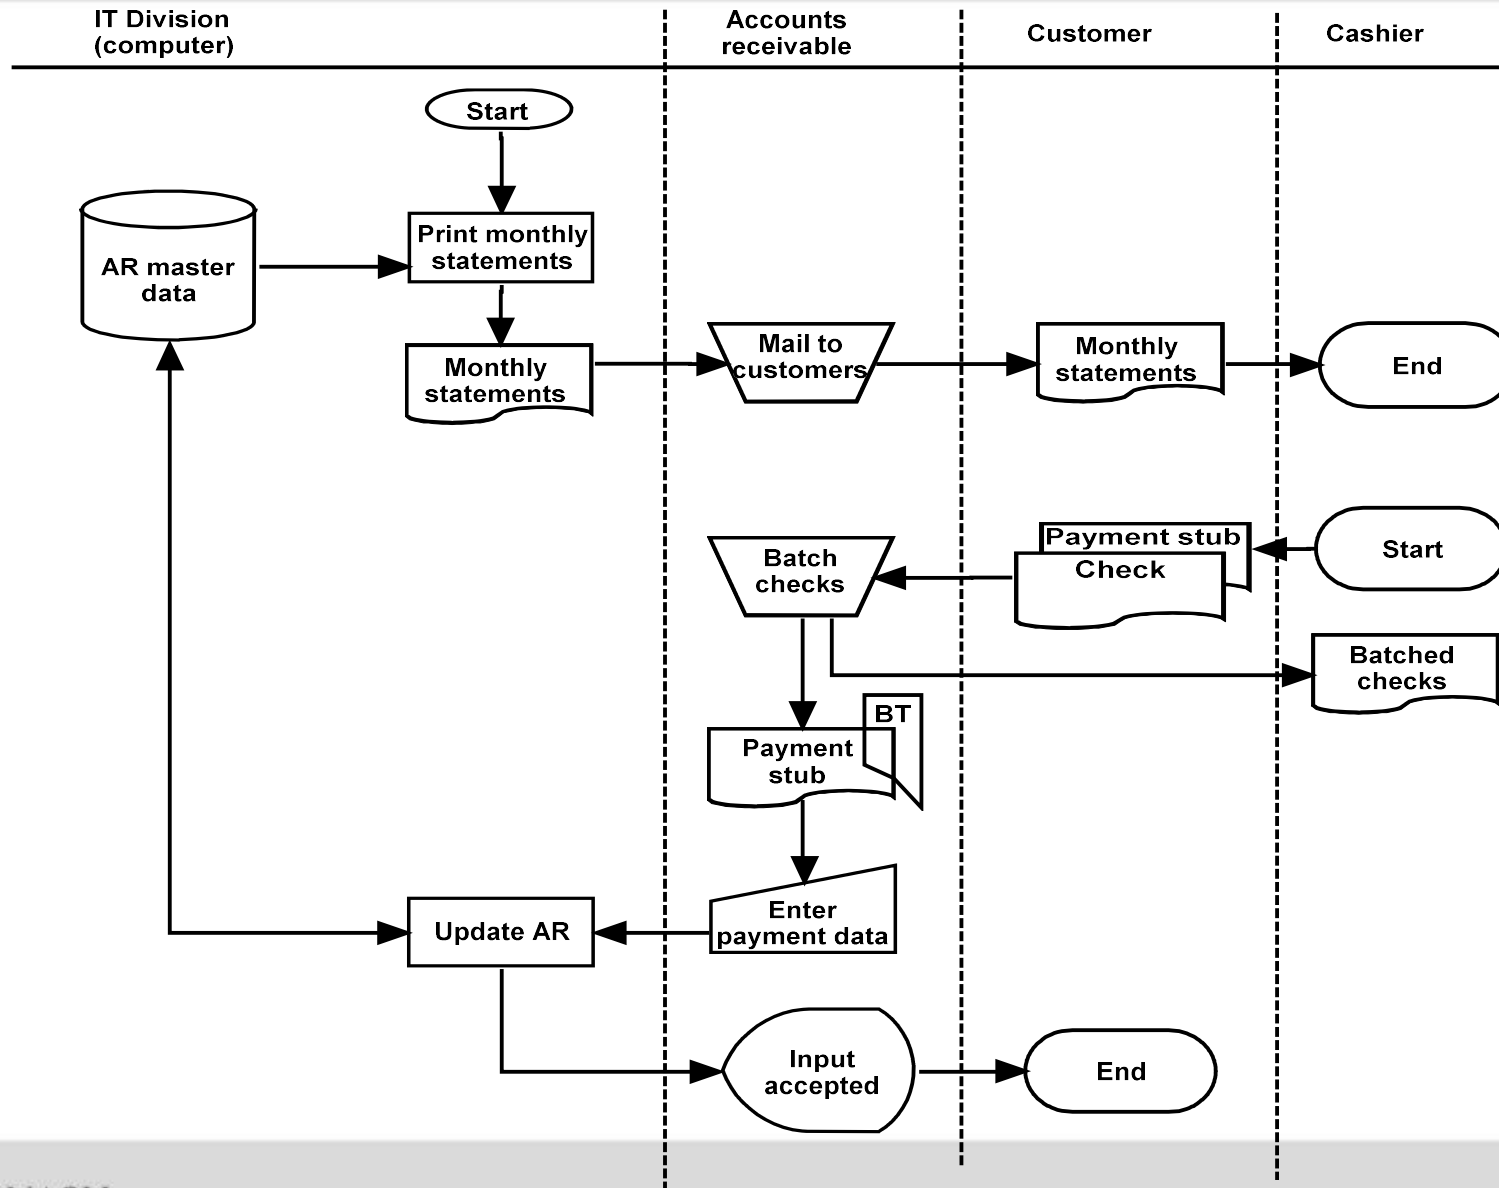 IT Division
(computer)
Accounts
receivable
Customer
Cashier
Start
Print monthly
statements
AR master
data
Monthly
statements
Mail to
customers
Monthly
statements
End
Payment stub
Check
Start
Batch
checks
Batched
checks
BT
Payment
stub
Enter
payment data
Update AR
Input
accepted
End